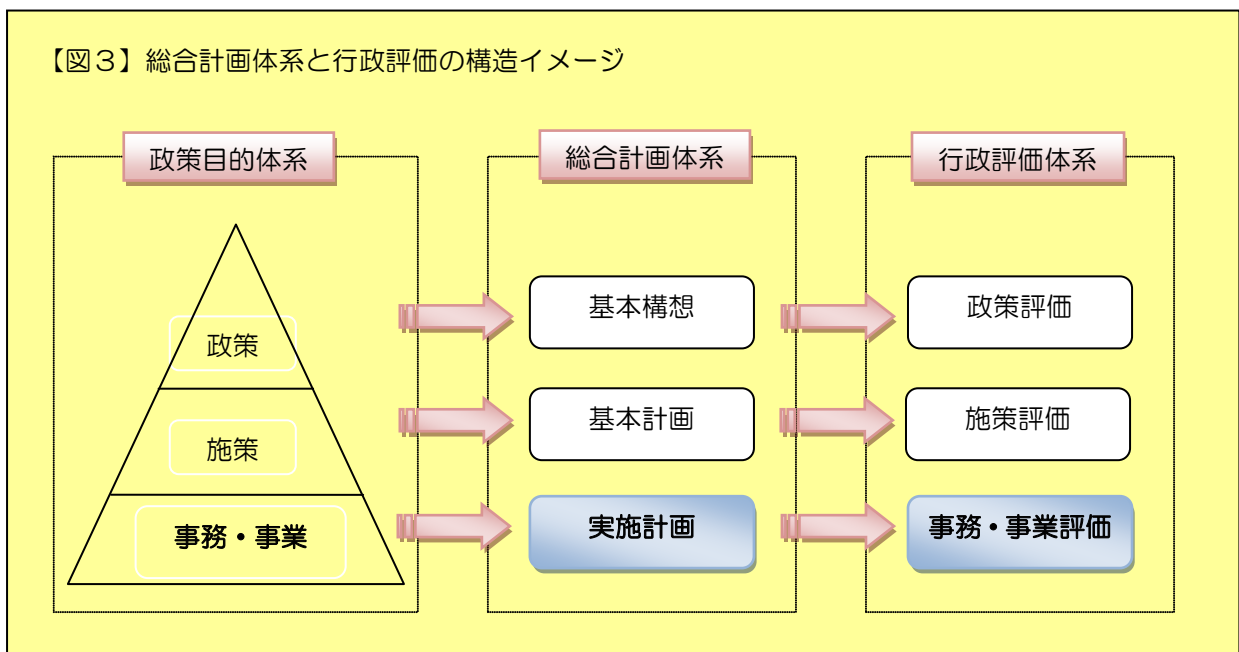 【図３】総合計画体系と行政評価の構造イメージ
政策目的体系
総合計画体系
行政評価体系
政策
基本構想
政策評価
施策
基本計画
施策評価
事務・事業
実施計画
事務・事業評価